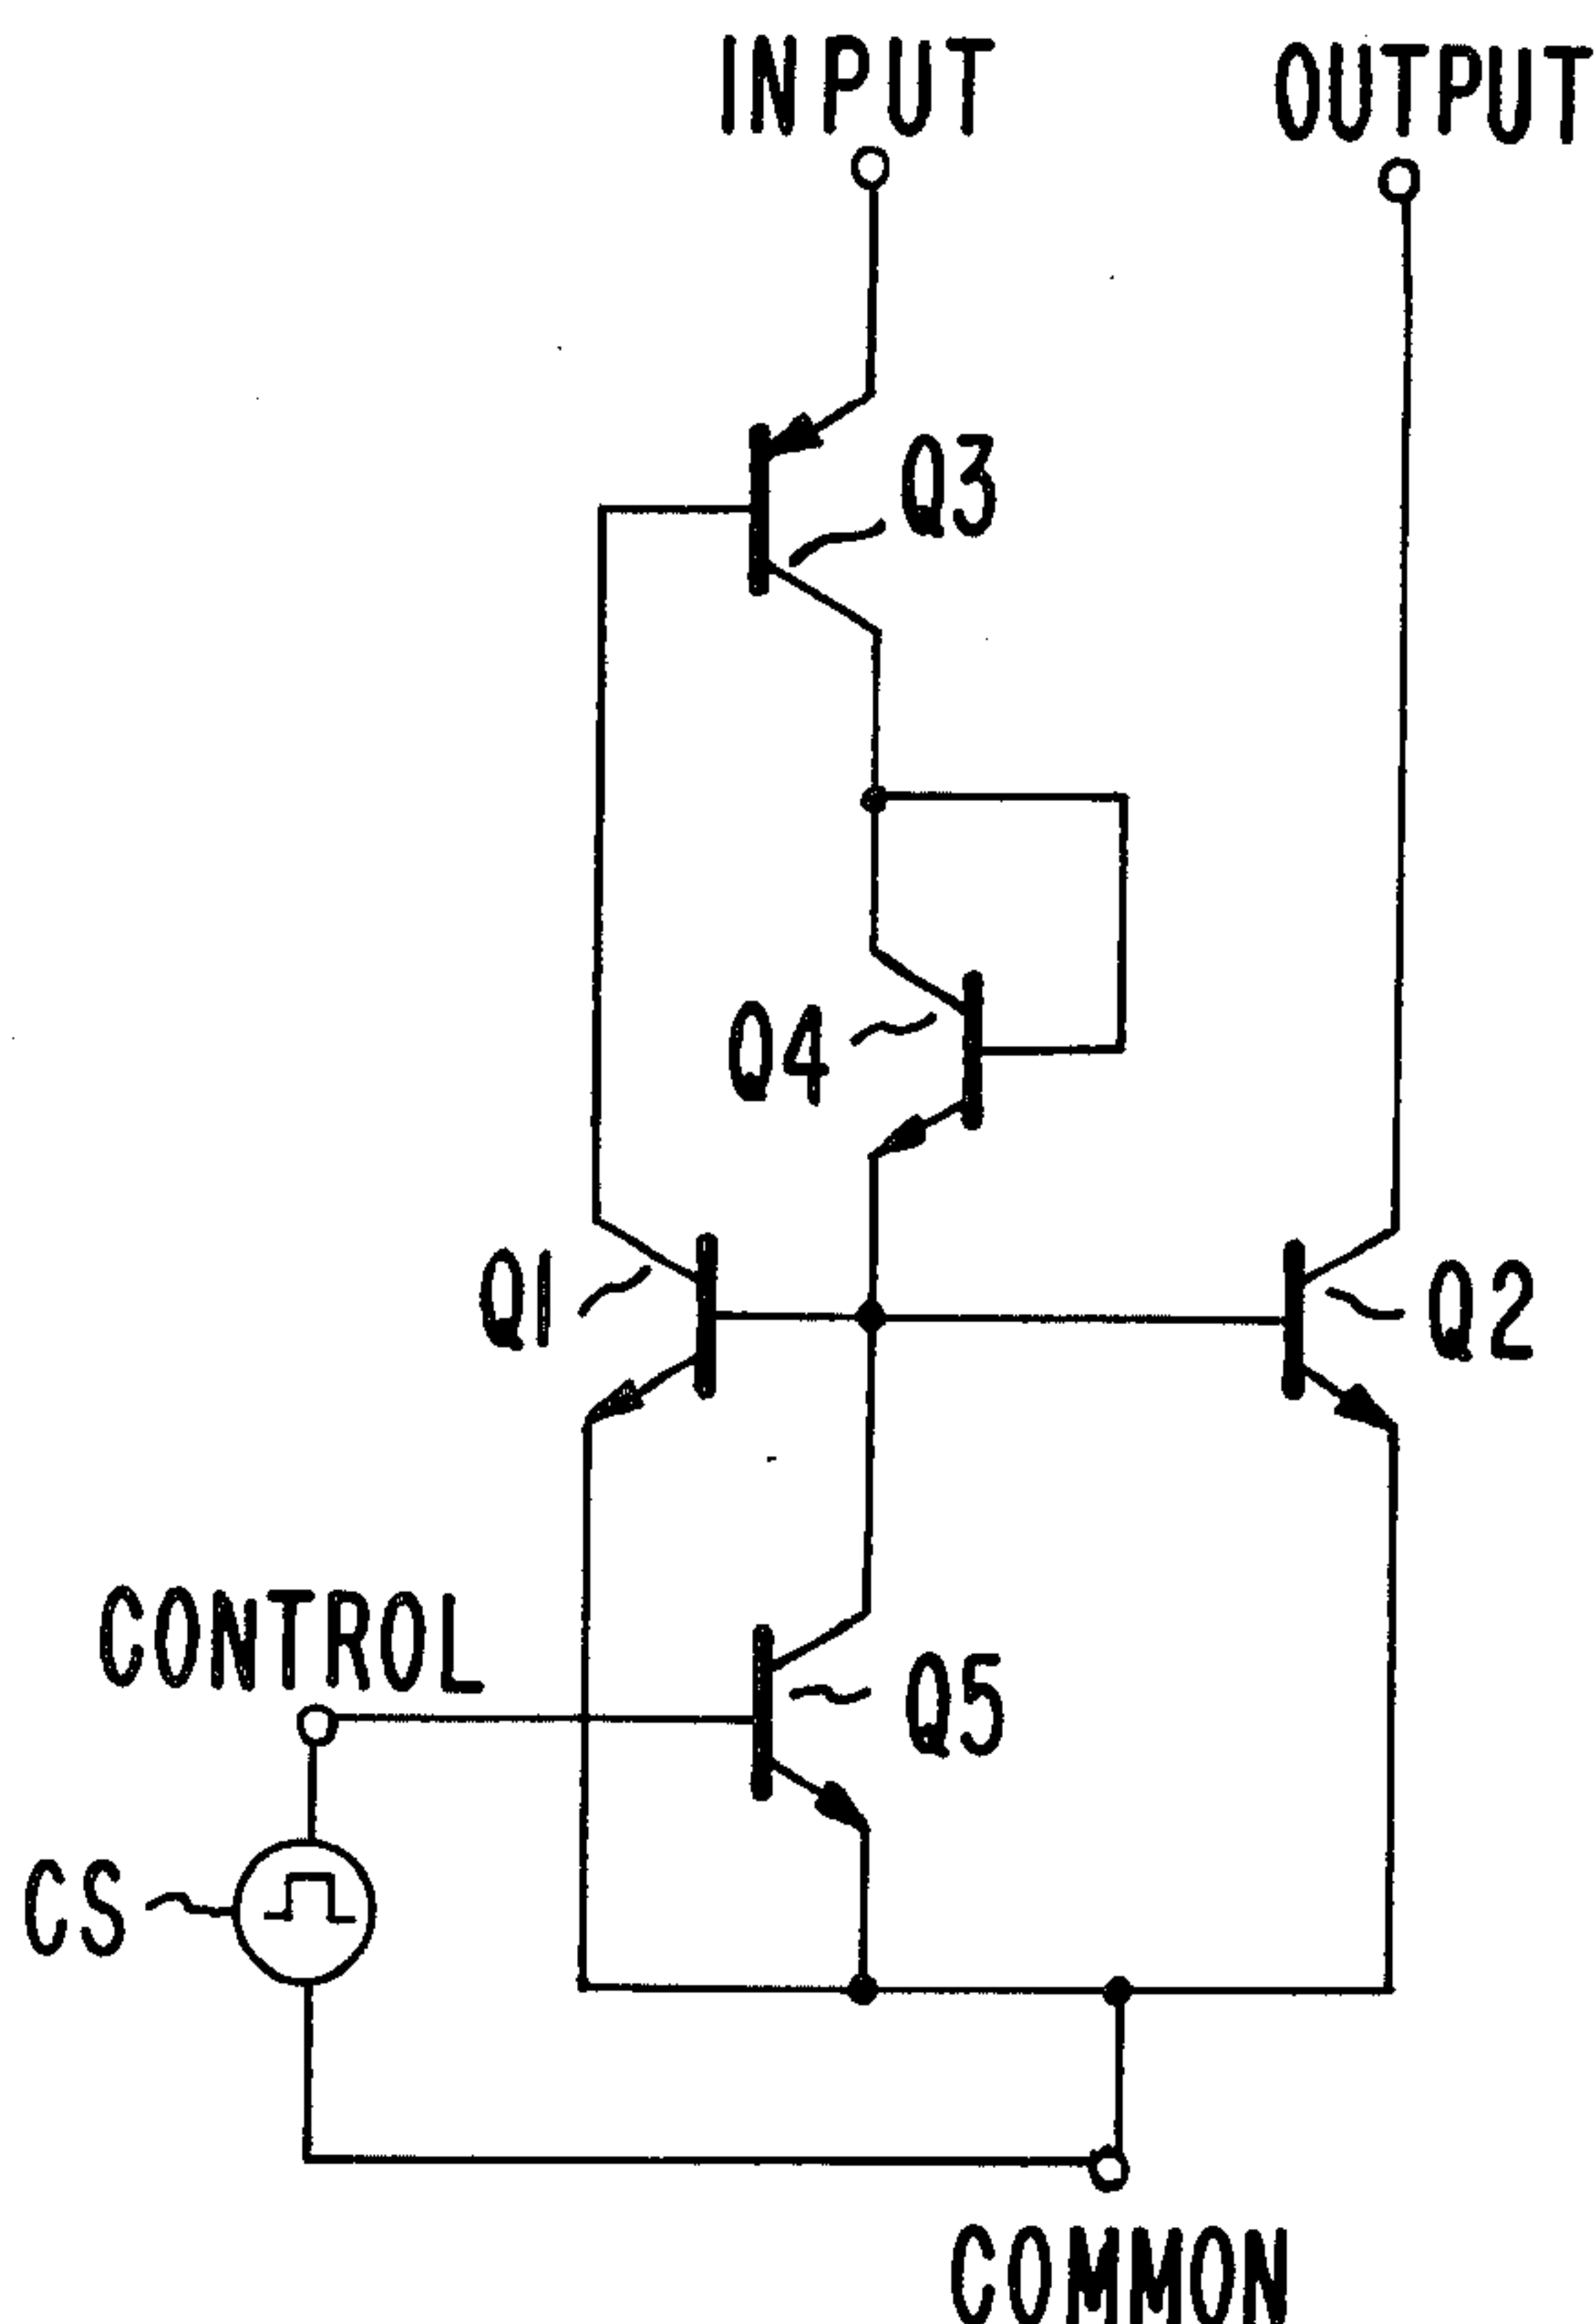 INPUT
OUTPUT
Q3
Q4
Q1
Q2
CONTROL
Q5
CS
COMMON